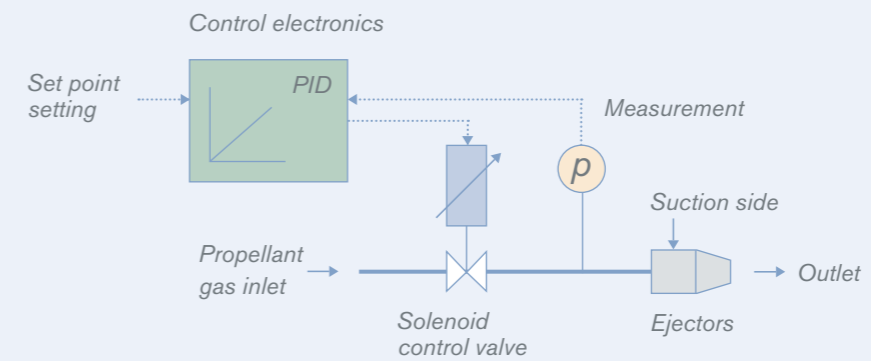 Control electronics
Set point
setting
PID
Measurement
p
Suction side
Propellant
gas inlet
Outlet
Solenoid
control valve
Ejectors